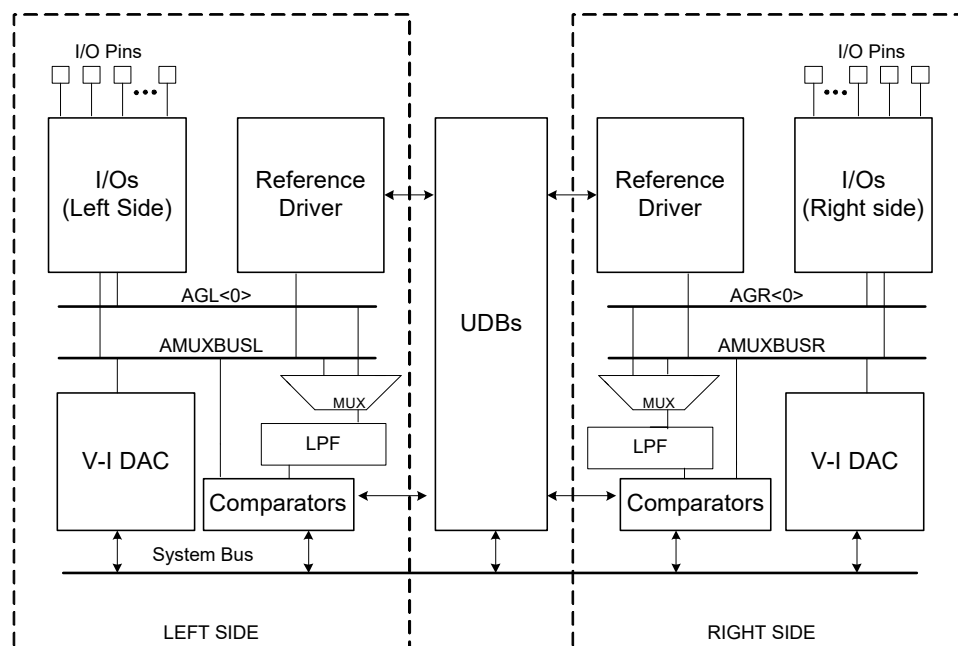 I/O Pins
I/O Pins
I/Os
(Left Side)
Reference
Driver
UDBs
Reference
Driver
I/Os
(Right side)
AGL<0>
AGR<0>
AMUXBUSL
AMUXBUSR
MUX
MUX
LPF
LPF
V-I DAC
Comparators
Comparators
V-I DAC
System Bus
LEFT SIDE
RIGHT SIDE